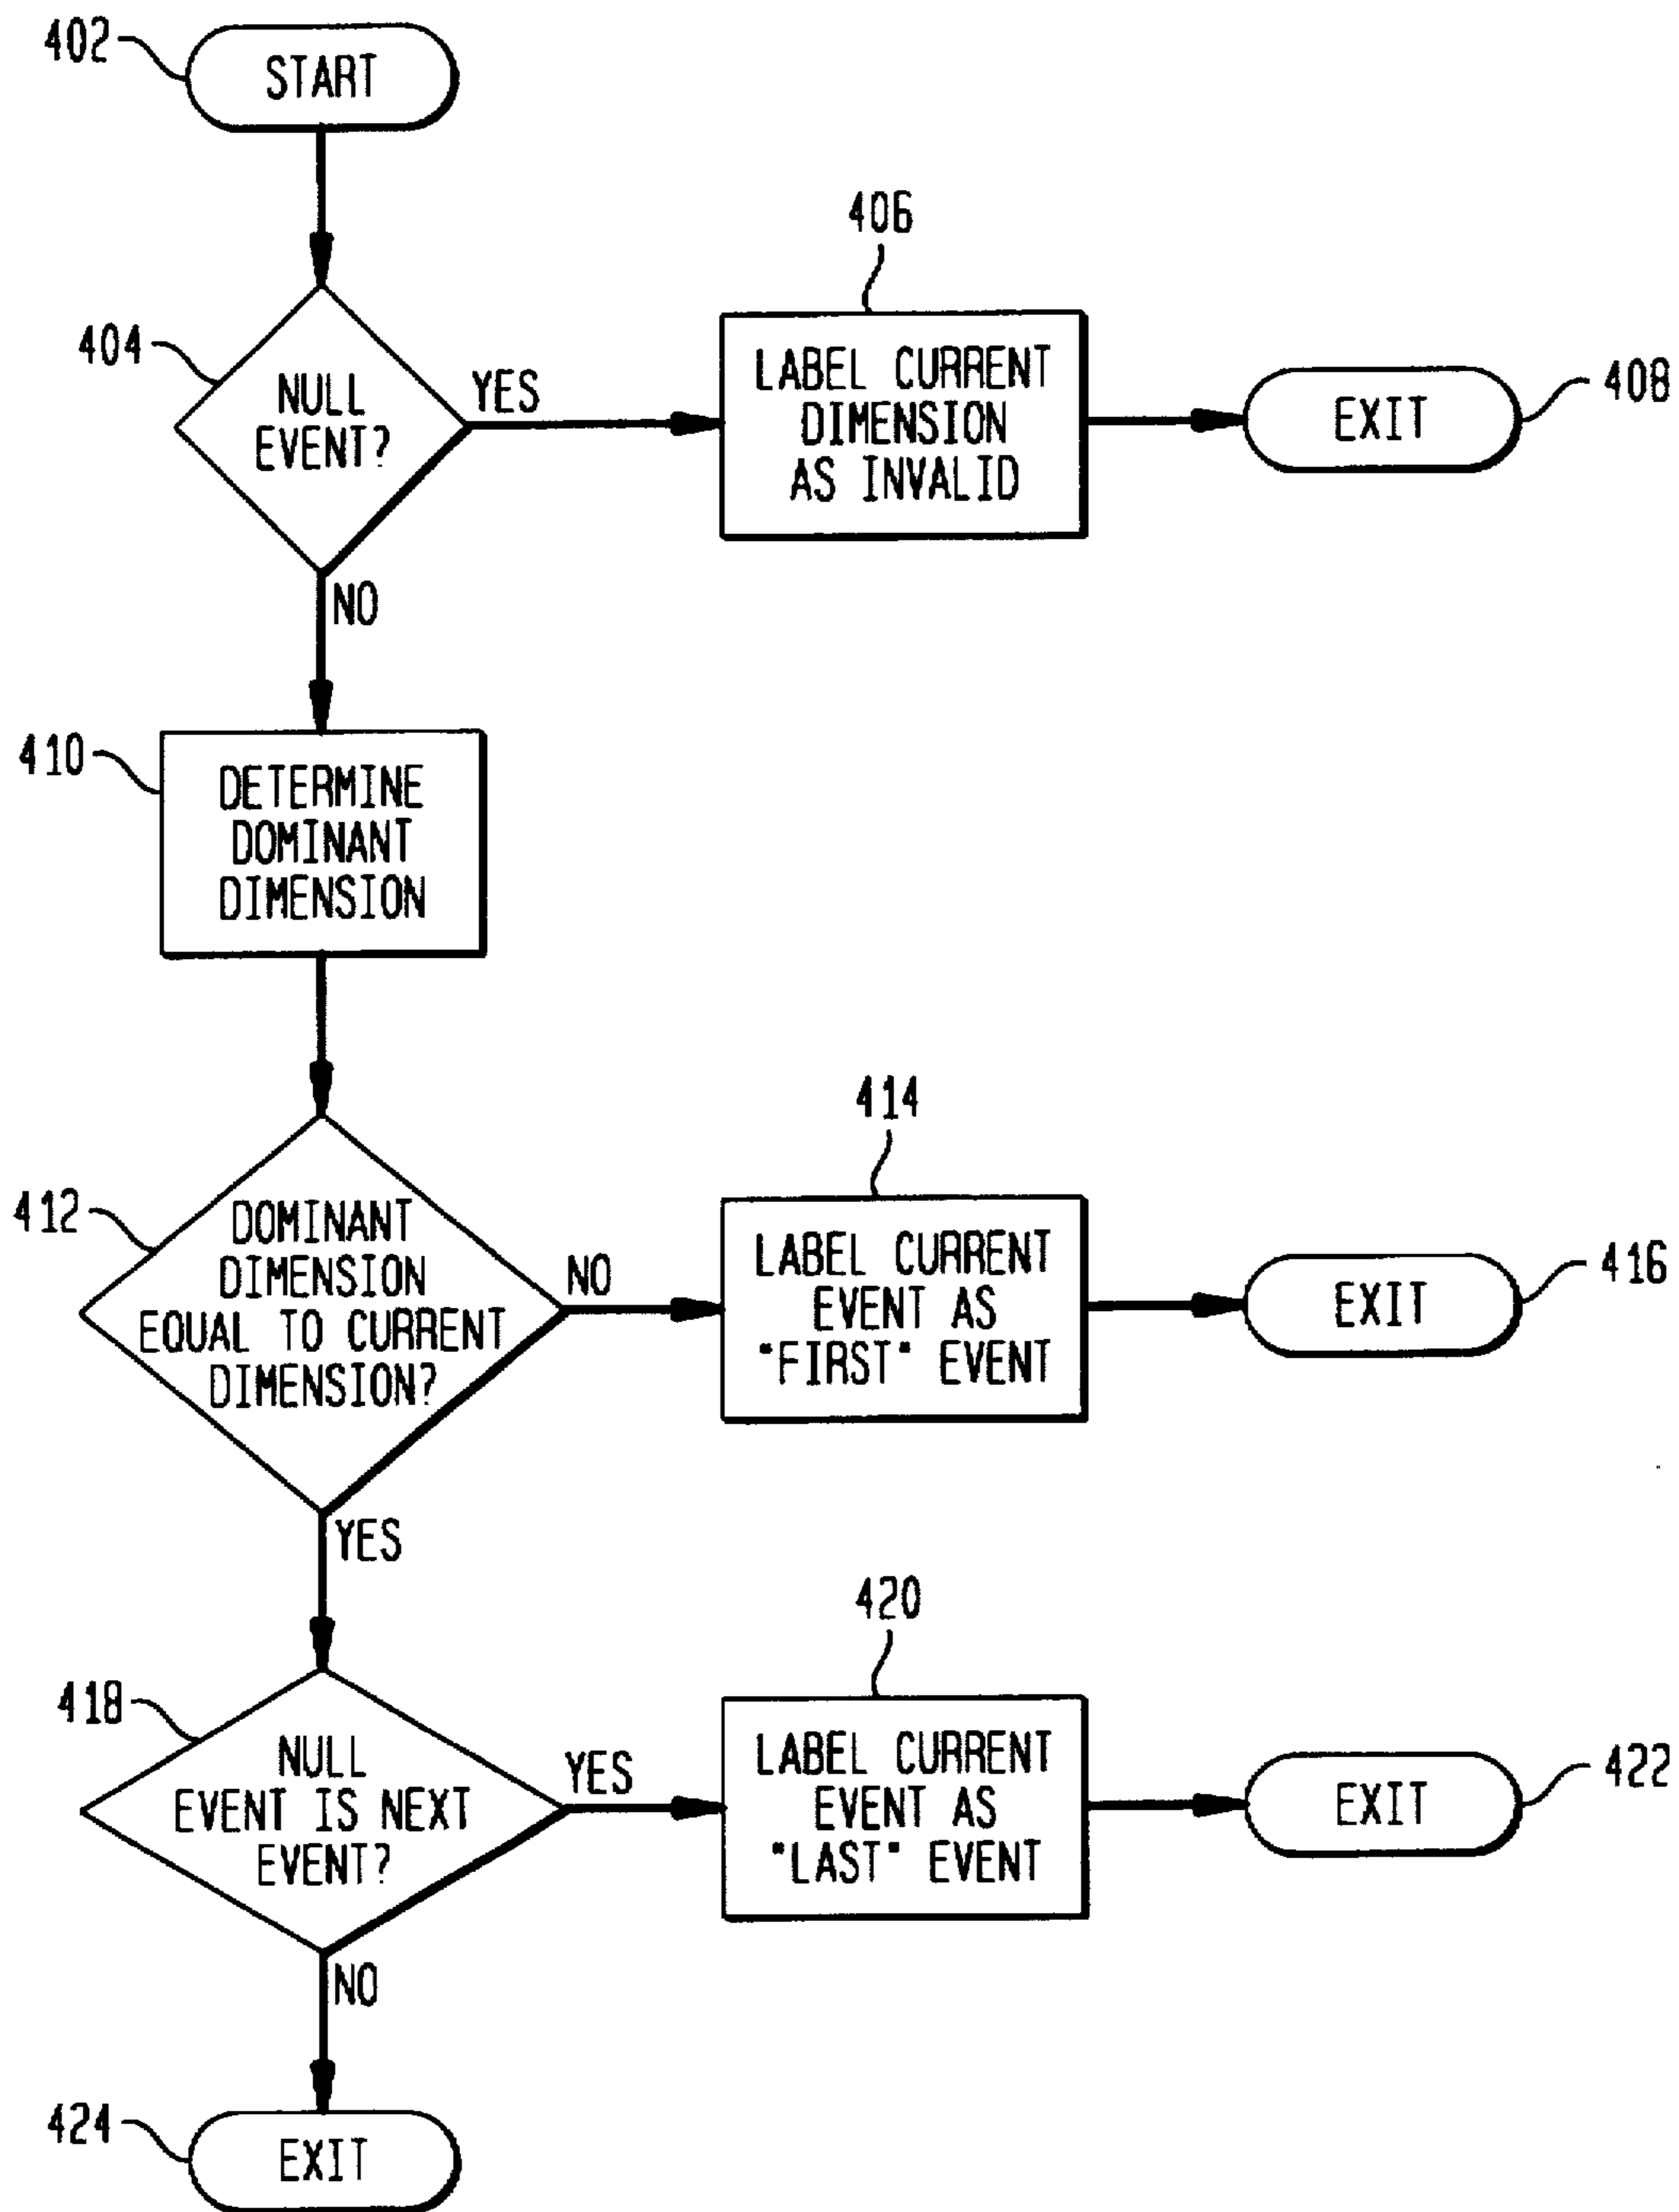 402
START
406
404
NULL
EVENT?
YES
LABEL CURRENT
DIMENSION
AS INVALID
EXIT
408
NO
410
DETERMINE
DOMINANT
DIMENSION
414
412
DOMINANT
DIMENSION
EQUAL TO CURRENT
DIMENSION?
NO
LABEL CURRENT
EVENT AS
"FIRST" EVENT
EXIT
416
YES
420
418
NULL
EVENT IS NEXT
EVENT?
YES
LABEL CURRENT
EVENT AS
"LAST" EVENT
EXIT
422
NO
424
EXIT